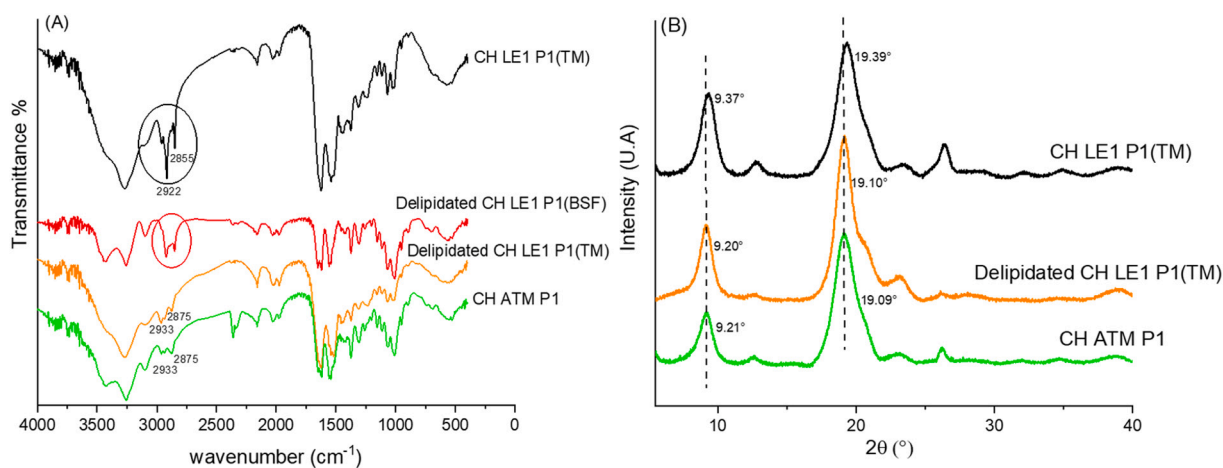 (A)
CH LE1 P1(TM)
2855
2922
Delipidated CH LE1 P1(BSF)
Delipidated CH LE1 P1(TM)
CH ATM P1
2875
2933
2875
2933
Transmittance %
4000 3500 3000 2500 2000 1500 1000 500 0
wavenumber (cm⁻¹)
(B)
19.39°
9.37°
CH LE1 P1(TM)
19.10°
9.20°
Delipidated CH LE1 P1(TM)
19.09°
9.21°
CH ATM P1
Intensity (U.A)
10 20 30 40
2θ (°)